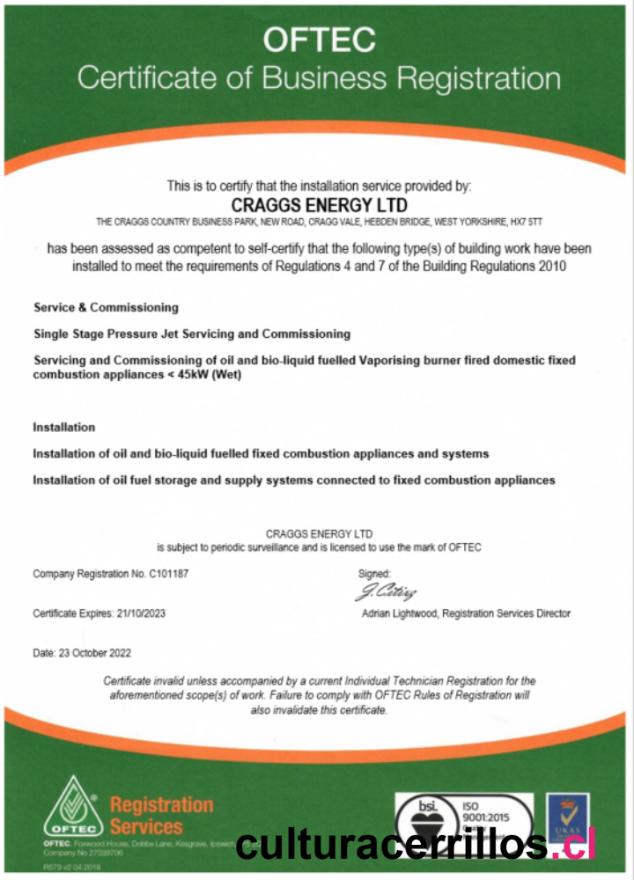 OFTEC
Certificate of Business Registration
This is to certify that the installation service provided by:
CRAGGS ENERGY LTD
THE CRAGGS COUNTRY BUSINESS PARK, NEW ROAD, CRAGG VALE, HEBDEN BRIDGE, WEST YORKSHIRE, HX7 5TT
has been assessed as competent to self-certify that the following type(s) of building work have been
installed to meet the requirements of Regulations 4 and 7 of the Building Regulations 2010
Service & Commissioning
Single Stage Pressure Jet Servicing and Commissioning
Servicing and Commissioning of oil and bio-liquid fuelled Vaporising burner fired domestic fixed
combustion appliances < 45kW (Wet)
Installation
Installation of oil and bio-liquid fuelled fixed combustion appliances and systems
Installation of oil fuel storage and supply systems connected to fixed combustion appliances
CRAGGS ENERGY LTD
is subject to periodic surveillance and is licensed to use the mark of OFTEC
Company Registration No. C101187
Signed:
Certificate Expires: 21/10/2023
Adrian Lightwood, Registration Services Director
Date: 23 October 2022
Certificate invalid unless accompanied by a current Individual Technician Registration for the
aforementioned scope(s) of work. Failure to comply with OFTEC Rules of Registration will
also invalidate this certificate.
OFTEC
Registration
Services
bsi.
ISO
9001:2015
UKAS
OFTEC, Foxwood House, Dobbs Lane, Kesgrave, Ipswich,
Company No
culturacerrillos.cl